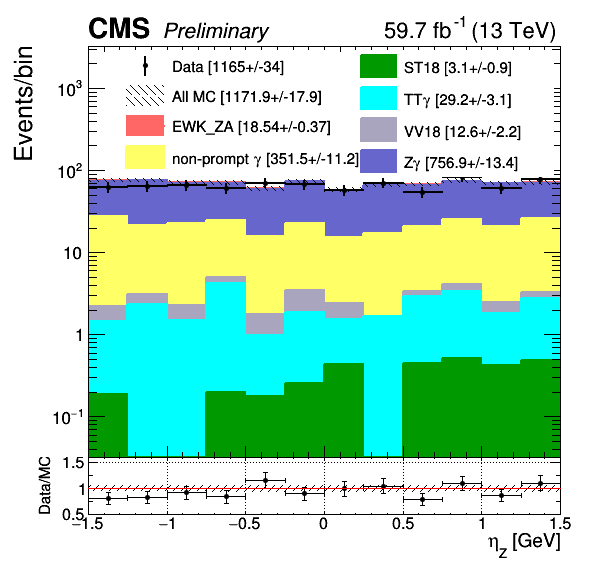 CMS Preliminary 59.7 fb⁻¹ (13 TeV)
Events/bin
Data [1165+/-34]
All MC [1171.9+/-17.9]
EWK_ZA [18.54+/-0.37]
non-prompt γ [351.5+/-11.2]
ST18 [3.1+/-0.9]
TTγ [29.2+/-3.1]
VV18 [12.6+/-2.2]
Zγ [756.9+/-13.4]
10³
10²
10
1
10⁻¹
Data/MC
1.5
1
0.5
−1.5 −1 −0.5 0 0.5 1 1.5
η_Z [GeV]